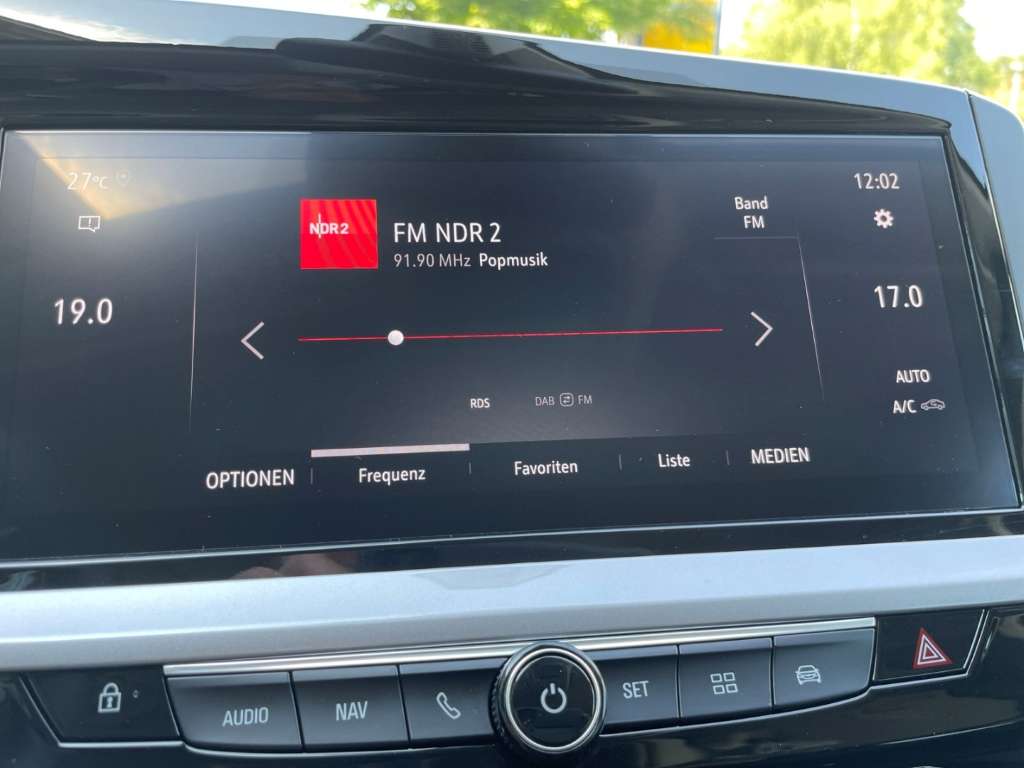 27°C
12:02
NDR 2
FM NDR 2
91.90 MHz Popmusik
Band
FM
19.0
17.0
RDS
DAB FM
AUTO
A/C
OPTIONEN
Frequenz
Favoriten
Liste
MEDIEN
AUDIO
NAV
SET